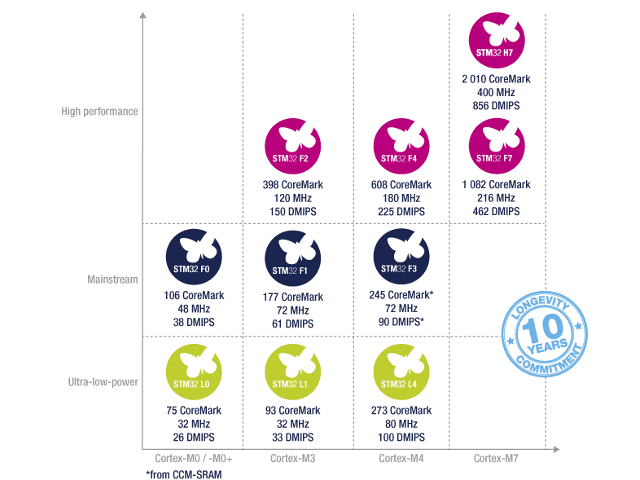 STM32 H7
2 010 CoreMark
400 MHz
856 DMIPS
High performance
STM32 F2
398 CoreMark
120 MHz
150 DMIPS
STM32 F4
608 CoreMark
180 MHz
225 DMIPS
STM32 F7
1 082 CoreMark
216 MHz
462 DMIPS
Mainstream
STM32 F0
106 CoreMark
48 MHz
38 DMIPS
STM32 F1
177 CoreMark
72 MHz
61 DMIPS
STM32 F3
245 CoreMark*
72 MHz
90 DMIPS*
LONGEVITY
10
YEARS
COMMITMENT
Ultra-low-power
STM32 L0
75 CoreMark
32 MHz
26 DMIPS
STM32 L1
93 CoreMark
32 MHz
33 DMIPS
STM32 L4
273 CoreMark
80 MHz
100 DMIPS
Cortex-M0 / -M0+
Cortex-M3
Cortex-M4
Cortex-M7
*from CCM-SRAM